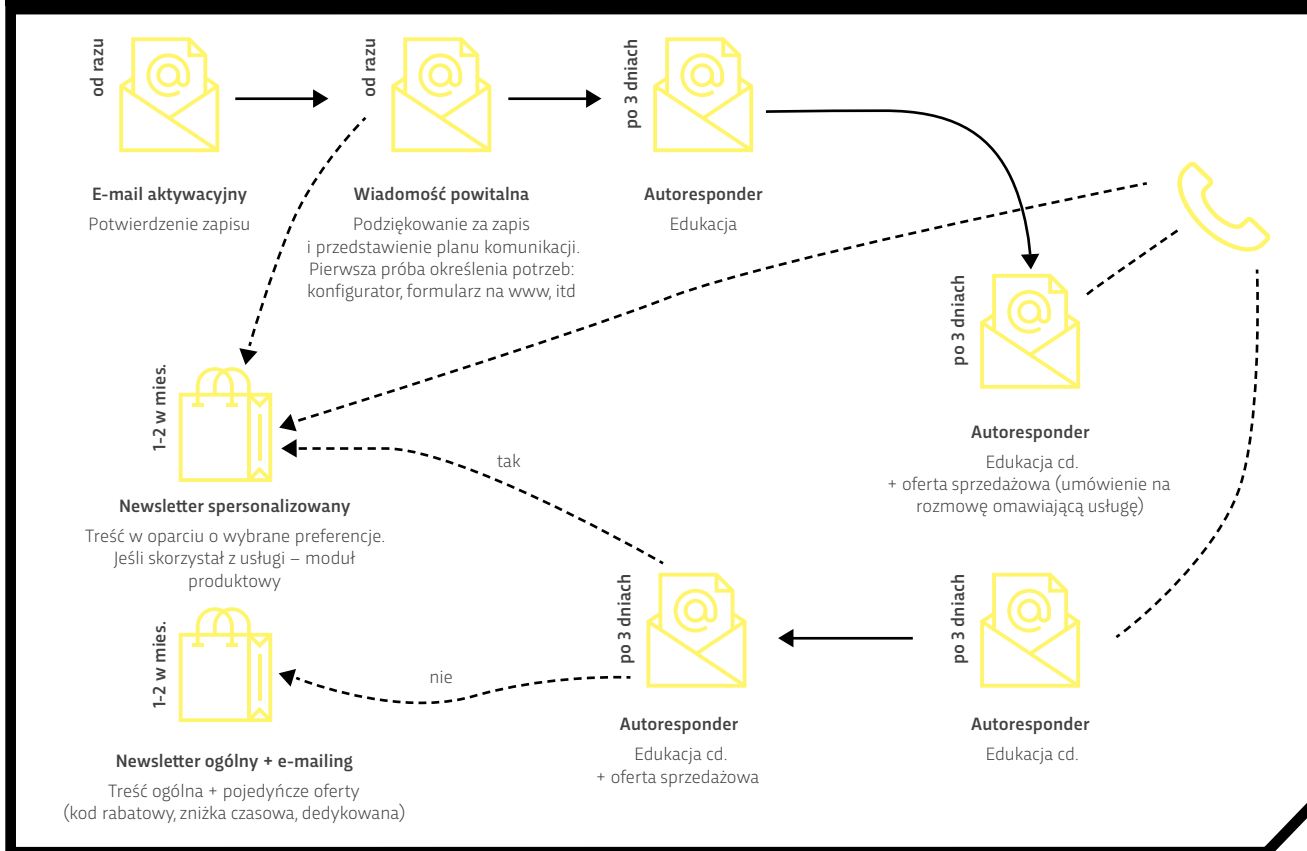 od razu
E-mail aktywacyjny
Potwierdzenie zapisu
od razu
Wiadomość powitalna
Podziękowanie za zapis
i przedstawienie planu komunikacji.
Pierwsza próba określenia potrzeb:
konfigurator, formularz na www, itd
po 3 dniach
Autoresponder
Edukacja
po 3 dniach
Autoresponder
Edukacja cd.
+ oferta sprzedażowa (umówienie na
rozmowę omawiającą usługę)
1-2 w mies.
Newsletter spersonalizowany
Treść w oparciu o wybrane preferencje.
Jeśli skorzystał z usługi – moduł
produktowy
tak
po 3 dniach
Autoresponder
Edukacja cd.
+ oferta sprzedażowa
po 3 dniach
Autoresponder
Edukacja cd.
nie
1-2 w mies.
Newsletter ogólny + e-mailing
Treść ogólna + pojedyńcze oferty
(kod rabatowy, zniżka czasowa, dedykowana)